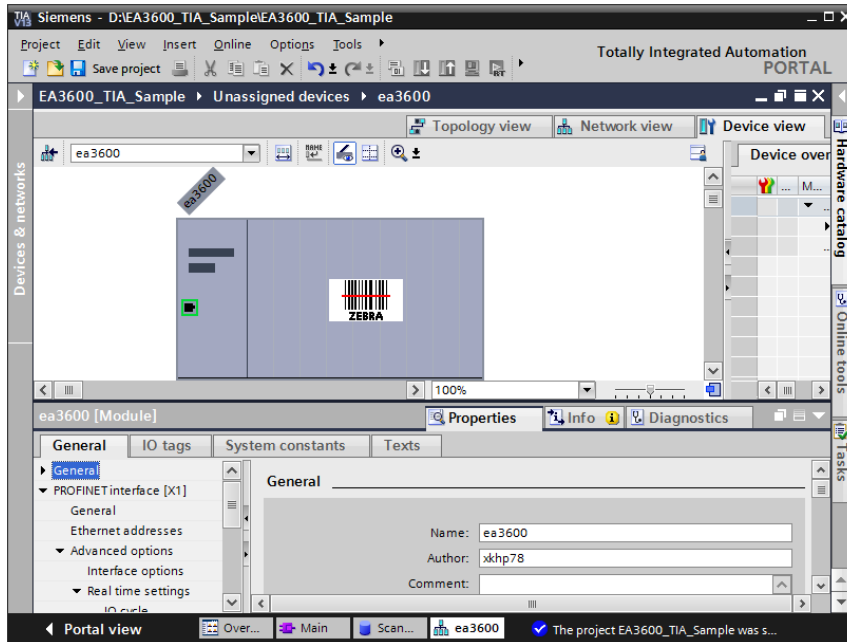 TIA
V13
Siemens - D:\EA3600_TIA_Sample\EA3600_TIA_Sample
Project Edit View Insert Online Options Tools
Totally Integrated Automation
PORTAL
Save project
EA3600_TIA_Sample Unassigned devices ea3600
Topology view Network view Device view
ea3600
Device over
... M...
ea3600
ZEBRA
100%
Devices & networks
Hardware catalog
Online tools
Tasks
ea3600 [Module]
Properties Info Diagnostics
General IO tags System constants Texts
General
PROFINET interface [X1]
General
Ethernet addresses
Advanced options
Interface options
Real time settings
IO cycle
General
Name: ea3600
Author: xkhp78
Comment:
Portal view Over... Main Scan... ea3600 The project EA3600_TIA_Sample was s...